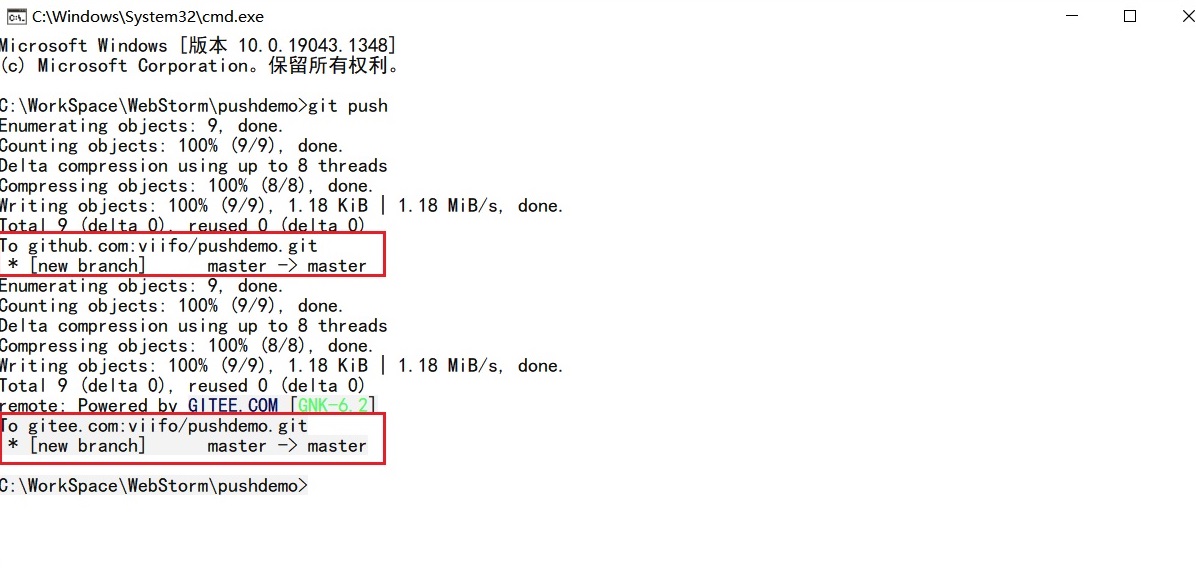 C:\Windows\System32\cmd.exe
Microsoft Windows [版本 10.0.19043.1348]
(c) Microsoft Corporation。保留所有权利。
C:\WorkSpace\WebStorm\pushdemo>git push
Enumerating objects: 9, done.
Counting objects: 100% (9/9), done.
Delta compression using up to 8 threads
Compressing objects: 100% (8/8), done.
Writing objects: 100% (9/9), 1.18 KiB | 1.18 MiB/s, done.
Total 9 (delta 0), reused 0 (delta 0)
To github.com:viifo/pushdemo.git
 * [new branch]      master -> master
Enumerating objects: 9, done.
Counting objects: 100% (9/9), done.
Delta compression using up to 8 threads
Compressing objects: 100% (8/8), done.
Writing objects: 100% (9/9), 1.18 KiB | 1.18 MiB/s, done.
Total 9 (delta 0), reused 0 (delta 0)
remote: Powered by GITEE.COM [GNK-6.2]
To gitee.com:viifo/pushdemo.git
 * [new branch]      master -> master
C:\WorkSpace\WebStorm\pushdemo>